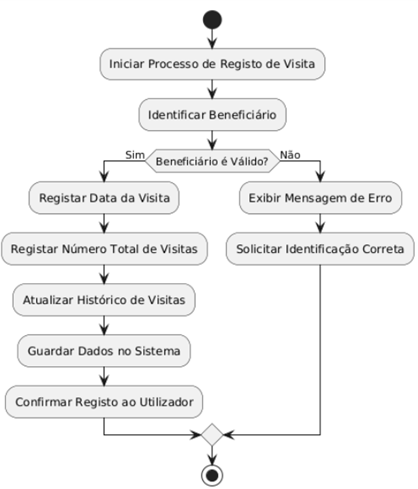 Iniciar Processo de Registo de Visita
Identificar Beneficiário
Sim
Beneficiário é Válido?
Não
Registar Data da Visita
Exibir Mensagem de Erro
Registar Número Total de Visitas
Solicitar Identificação Correta
Atualizar Histórico de Visitas
Guardar Dados no Sistema
Confirmar Registo ao Utilizador